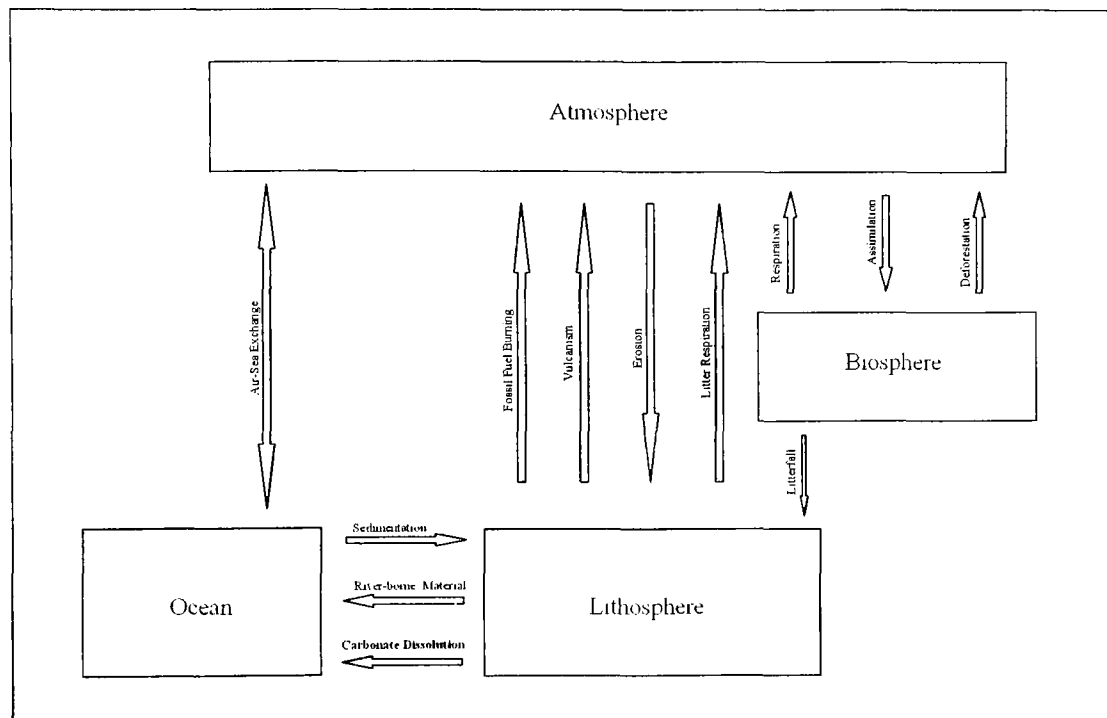 Atmosphere
Air-Sea Exchange
Fossil Fuel Burning
Vulcanism
Erosion
Litter Respiration
Respiration
Assimulation
Deforestation
Biosphere
Litterfall
Sedimentation
River-borne Material
Carbonate Dissolution
Ocean
Lithosphere